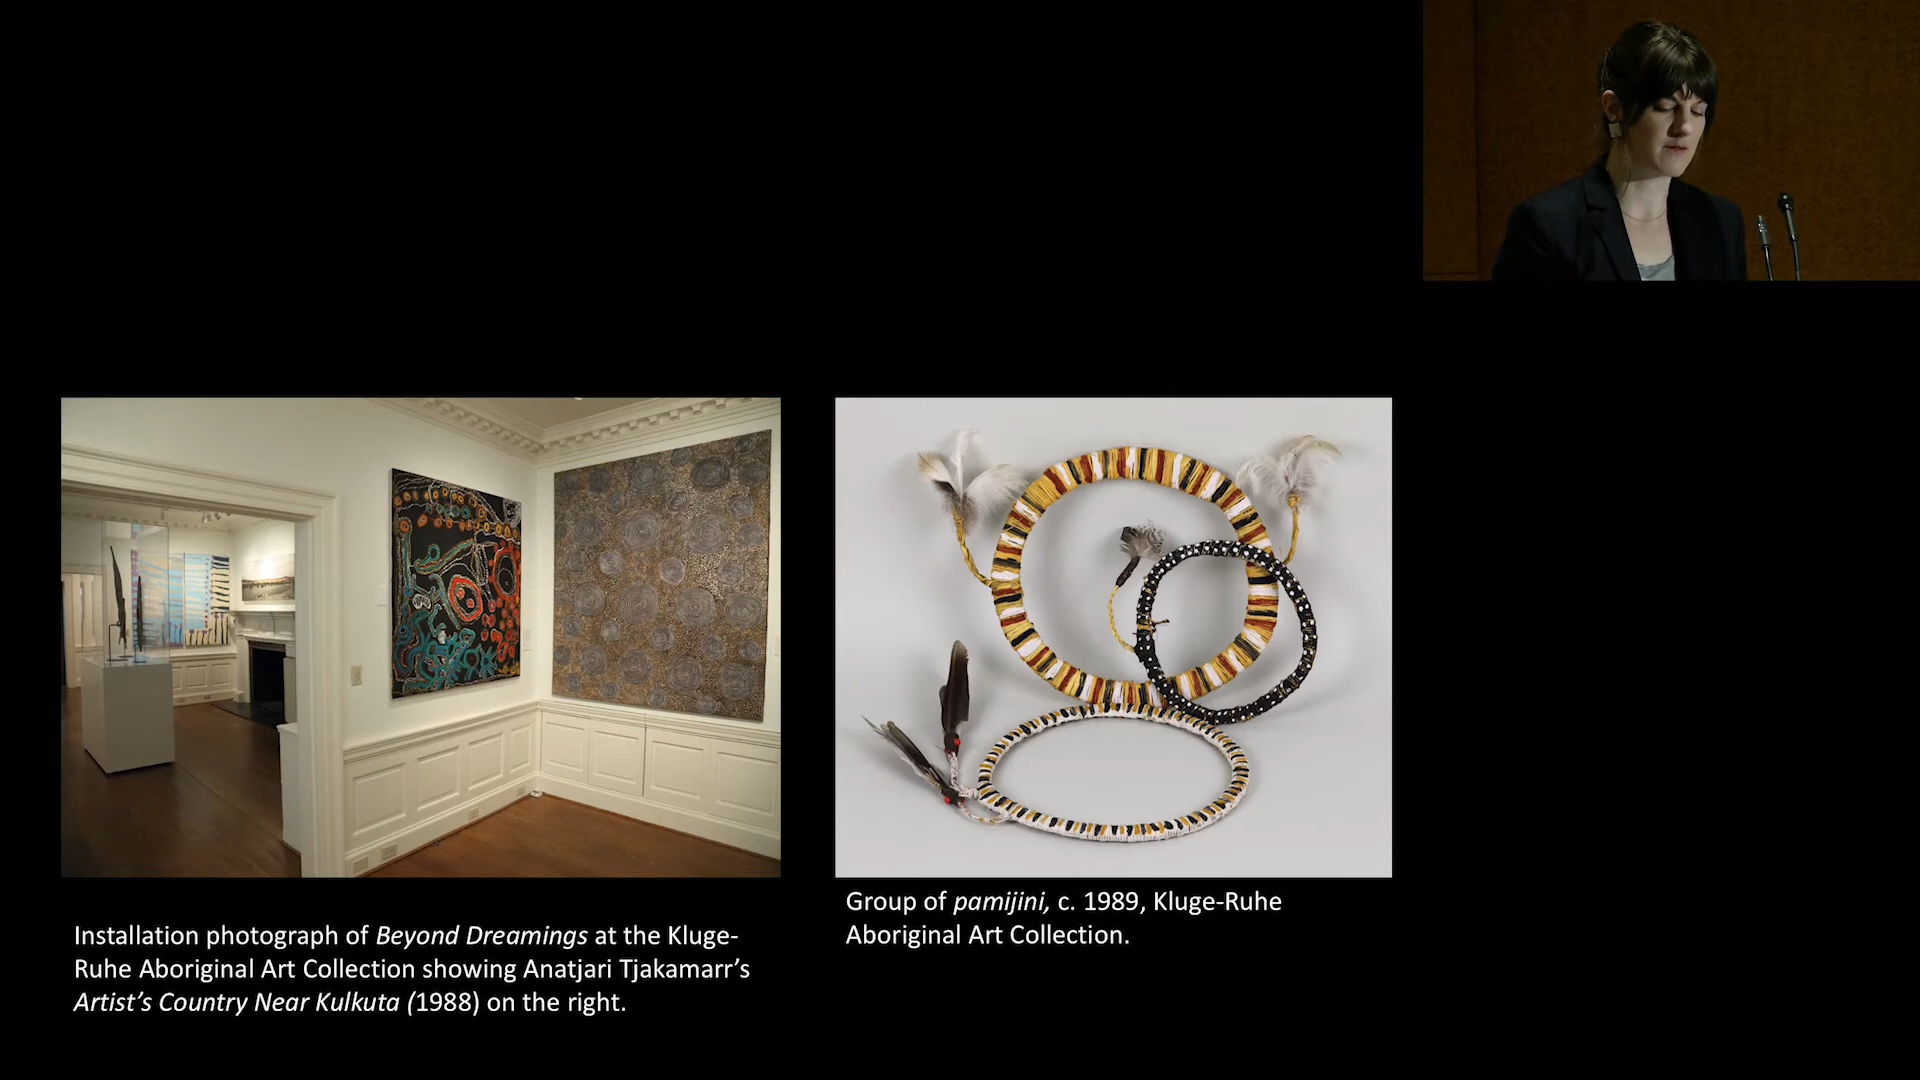 Installation photograph of Beyond Dreamings at the Kluge-
Ruhe Aboriginal Art Collection showing Anatjari Tjakamarr’s
Artist’s Country Near Kulkuta (1988) on the right.
Group of pamijini, c. 1989, Kluge-Ruhe
Aboriginal Art Collection.